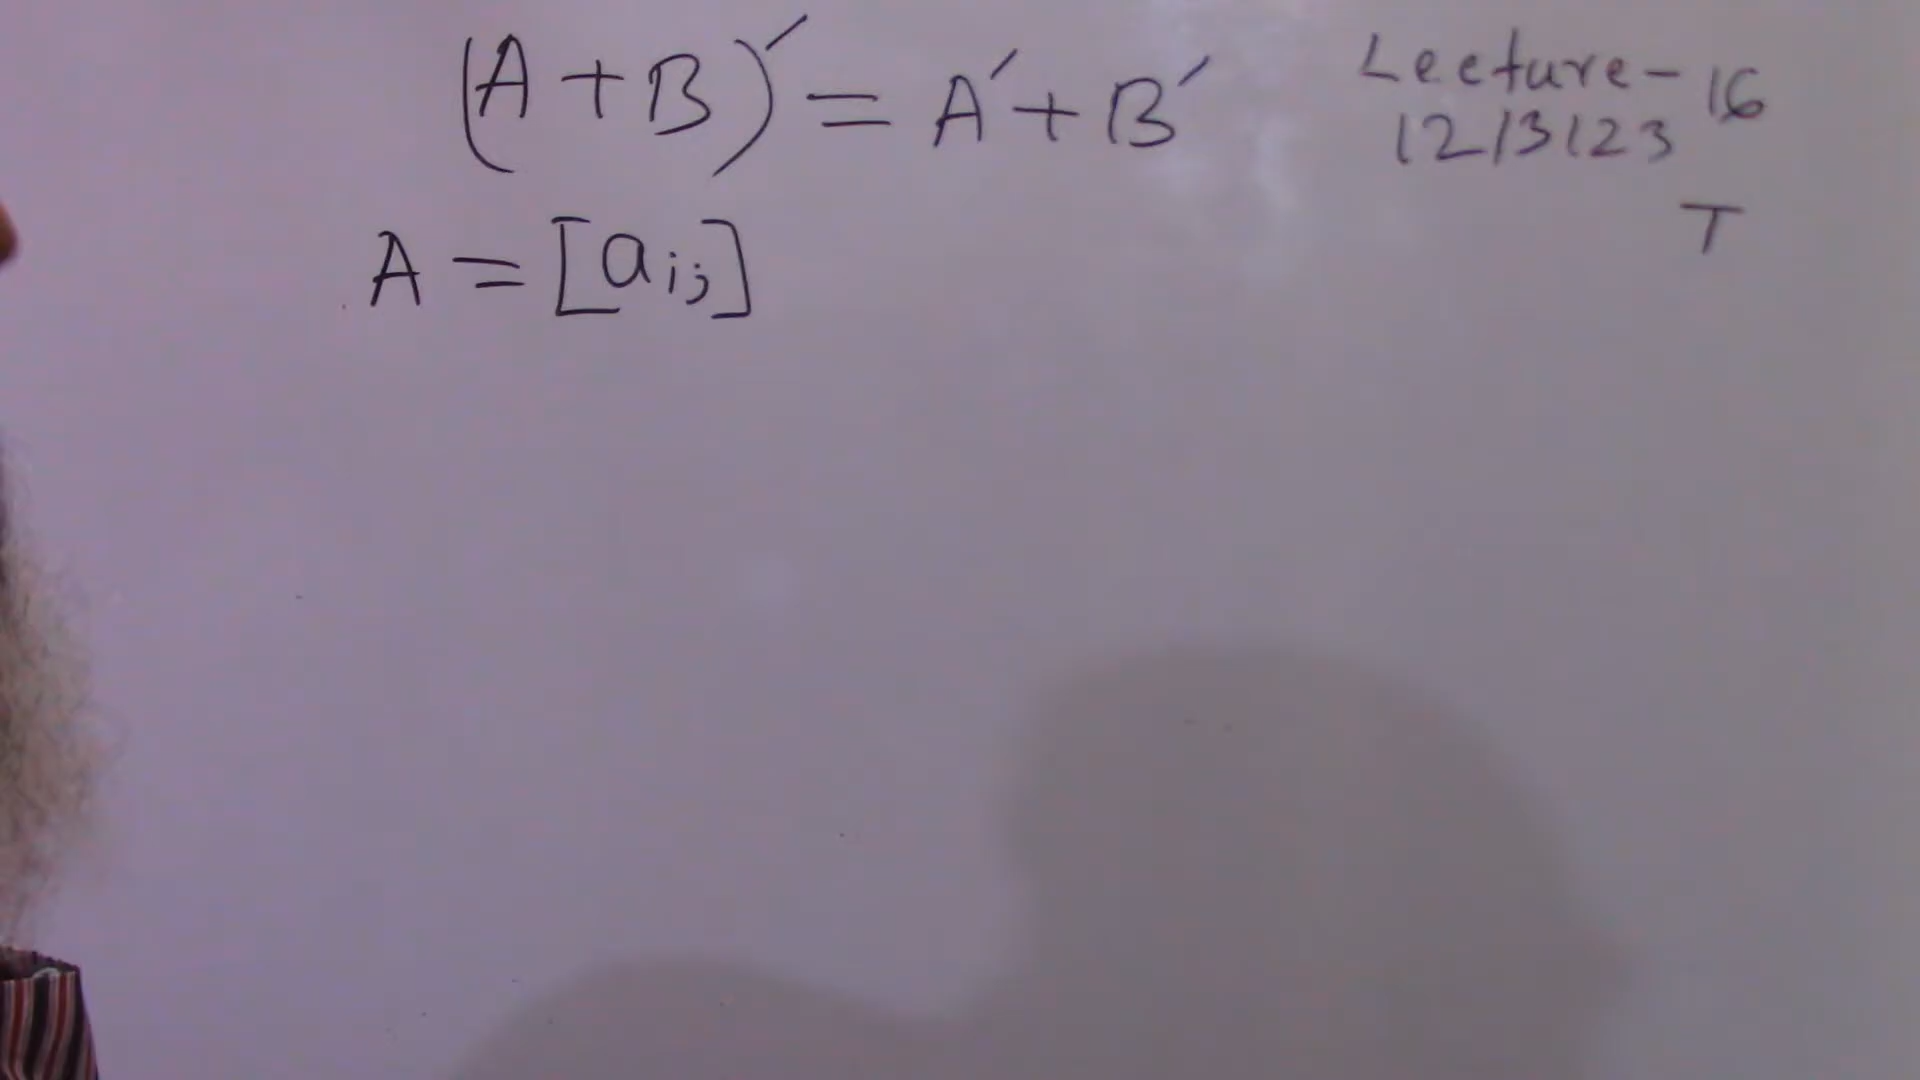 (A + B)′ = A′ + B′
Lecture - 16
12/3/23
T
A = [aij]